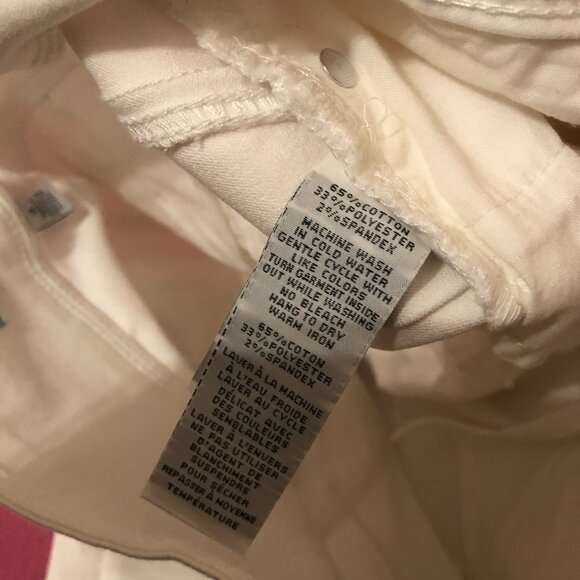 65%COTTON
33%POLYESTER
2%SPANDEX
MACHINE WASH
IN COLD WATER
GENTLE CYCLE WITH
LIKE COLORS
TURN GARMENT INSIDE
OUT WHILE WASHING
NO BLEACH
HANG TO DRY
WARM IRON
65%COTTON
33%POLYESTER
2%SPANDEX
LAVER À LA MACHINE
À L'EAU FROIDE
LAVER AU CYCLE
DÉLICAT AVEC
DES COULEURS
SEMBLABLES
LAVER À L'ENVERS
NE PAS UTILISER
D'AGENT DE
BLANCHIMENT
SUSPENDRE
POUR SÉCHER
REPASSER À MOYENNE
TEMPÉRATURE